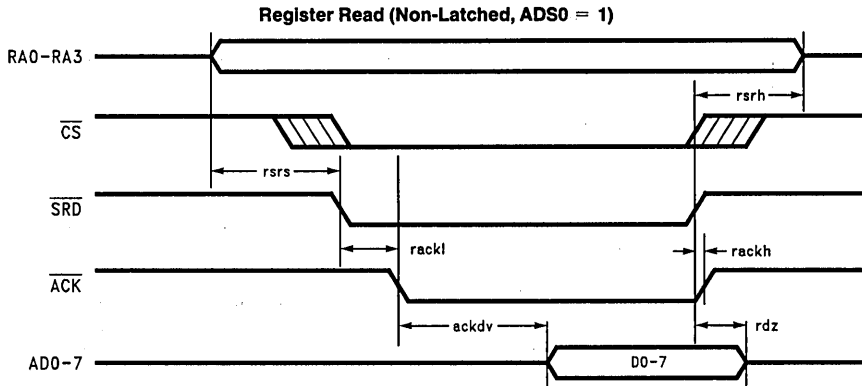 Register Read (Non-Latched, ADS0 = 1)
RA0-RA3
rsrh
CS
rsrs
SRD
rackl
rackh
ACK
ackdv
rdz
AD0-7
D0-7